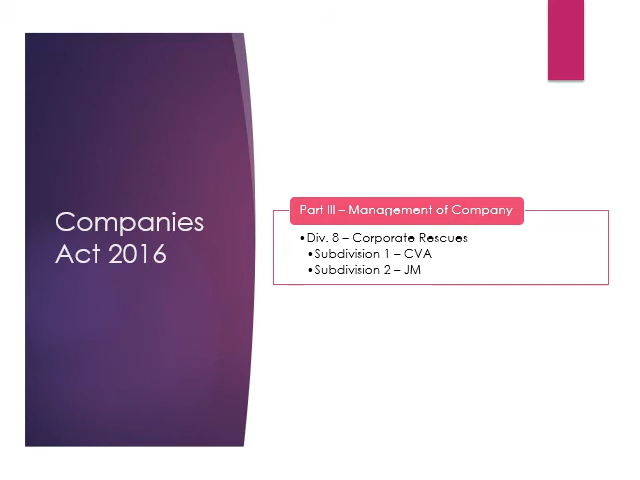 Companies
Act 2016
Part III – Management of Company
•Div. 8 – Corporate Rescues
•Subdivision 1 – CVA
•Subdivision 2 – JM